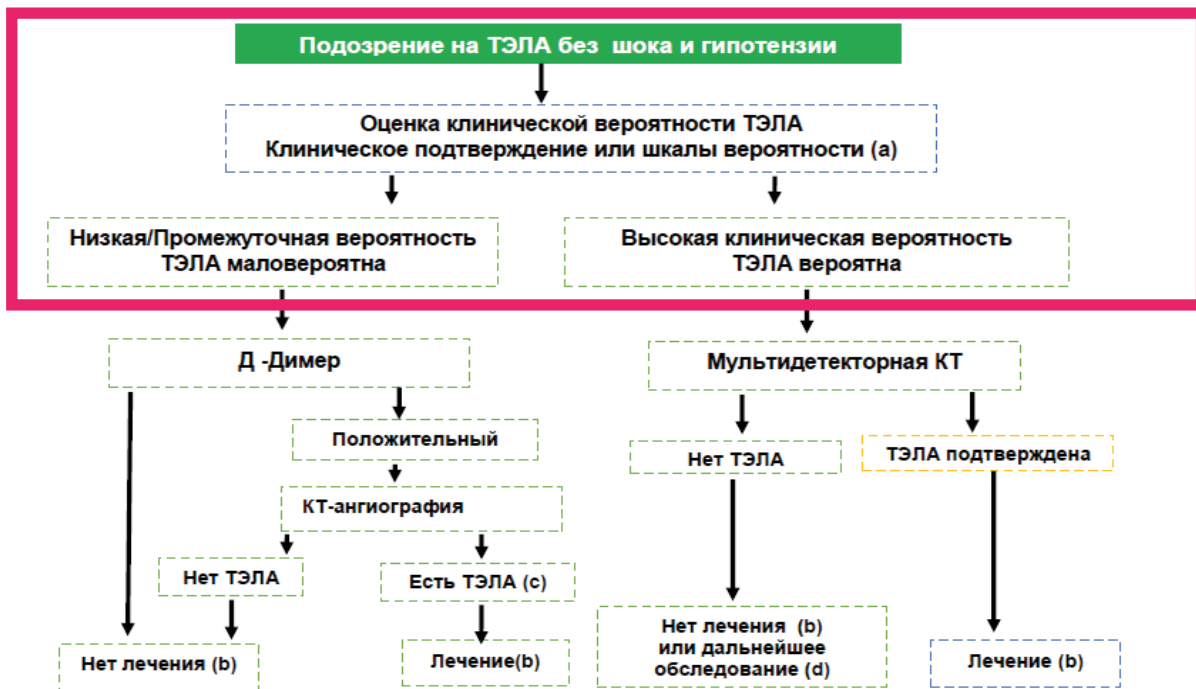 Подозрение на ТЭЛА без шока и гипотензии
Оценка клинической вероятности ТЭЛА
Клиническое подтверждение или шкалы вероятности (a)
Низкая/Промежуточная вероятность
ТЭЛА маловероятна
Высокая клиническая вероятность
ТЭЛА вероятна
Д -Димер
Мультидетекторная КТ
Положительный
Нет ТЭЛА
ТЭЛА подтверждена
КТ-ангиография
Нет ТЭЛА
Есть ТЭЛА (c)
Нет лечения (b)
Лечение(b)
Нет лечения (b)
или дальнейшее
обследование (d)
Лечение (b)